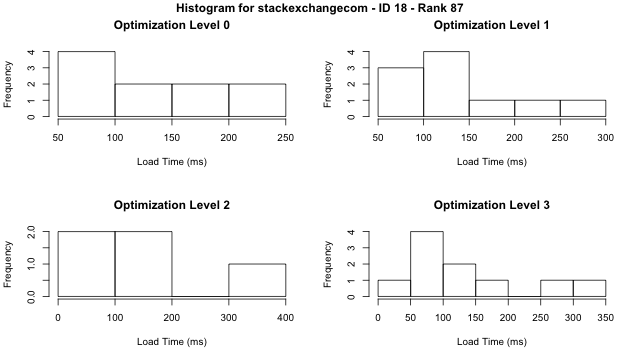 Histogram for stackexchangecom - ID 18 - Rank 87
Optimization Level 0
Frequency
0 1 2 3 4
50 100 150 200 250
Load Time (ms)
Optimization Level 1
Frequency
0 1 2 3 4
50 100 150 200 250 300
Load Time (ms)
Optimization Level 2
Frequency
0.0 1.0 2.0
0 100 200 300 400
Load Time (ms)
Optimization Level 3
Frequency
0 1 2 3 4
0 50 100 150 200 250 300 350
Load Time (ms)